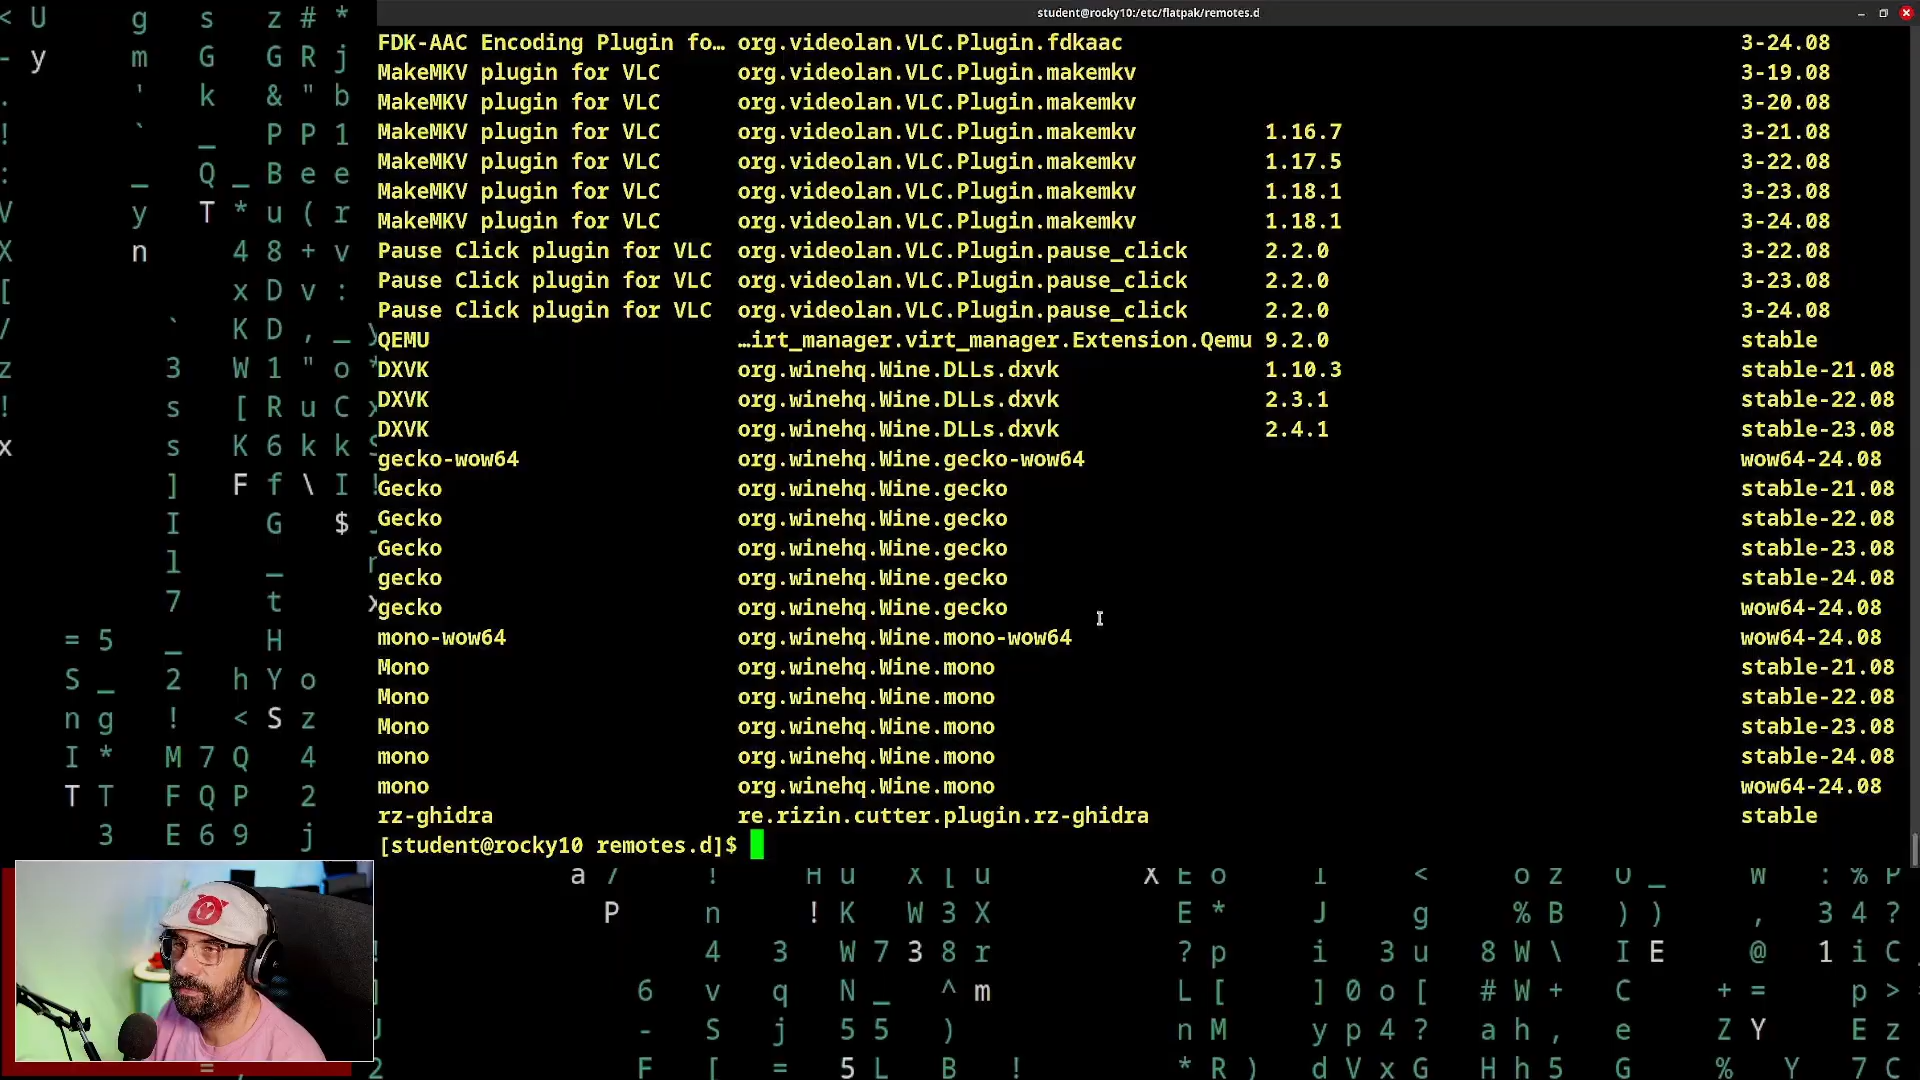 student@rocky10:/etc/flatpak/remotes.d
FDK-AAC Encoding Plugin fo… org.videolan.VLC.Plugin.fdkaac 3-24.08
MakeMKV plugin for VLC org.videolan.VLC.Plugin.makemkv 3-19.08
MakeMKV plugin for VLC org.videolan.VLC.Plugin.makemkv 3-20.08
MakeMKV plugin for VLC org.videolan.VLC.Plugin.makemkv 1.16.7 3-21.08
MakeMKV plugin for VLC org.videolan.VLC.Plugin.makemkv 1.17.5 3-22.08
MakeMKV plugin for VLC org.videolan.VLC.Plugin.makemkv 1.18.1 3-23.08
MakeMKV plugin for VLC org.videolan.VLC.Plugin.makemkv 1.18.1 3-24.08
Pause Click plugin for VLC org.videolan.VLC.Plugin.pause_click 2.2.0 3-22.08
Pause Click plugin for VLC org.videolan.VLC.Plugin.pause_click 2.2.0 3-23.08
Pause Click plugin for VLC org.videolan.VLC.Plugin.pause_click 2.2.0 3-24.08
QEMU …irt_manager.virt_manager.Extension.Qemu 9.2.0 stable
DXVK org.winehq.Wine.DLLs.dxvk 1.10.3 stable-21.08
DXVK org.winehq.Wine.DLLs.dxvk 2.3.1 stable-22.08
DXVK org.winehq.Wine.DLLs.dxvk 2.4.1 stable-23.08
gecko-wow64 org.winehq.Wine.gecko-wow64 wow64-24.08
Gecko org.winehq.Wine.gecko stable-21.08
Gecko org.winehq.Wine.gecko stable-22.08
Gecko org.winehq.Wine.gecko stable-23.08
gecko org.winehq.Wine.gecko stable-24.08
gecko org.winehq.Wine.gecko wow64-24.08
mono-wow64 org.winehq.Wine.mono-wow64 wow64-24.08
Mono org.winehq.Wine.mono stable-21.08
Mono org.winehq.Wine.mono stable-22.08
Mono org.winehq.Wine.mono stable-23.08
mono org.winehq.Wine.mono stable-24.08
mono org.winehq.Wine.mono wow64-24.08
rz-ghidra re.rizin.cutter.plugin.rz-ghidra stable
[student@rocky10 remotes.d]$